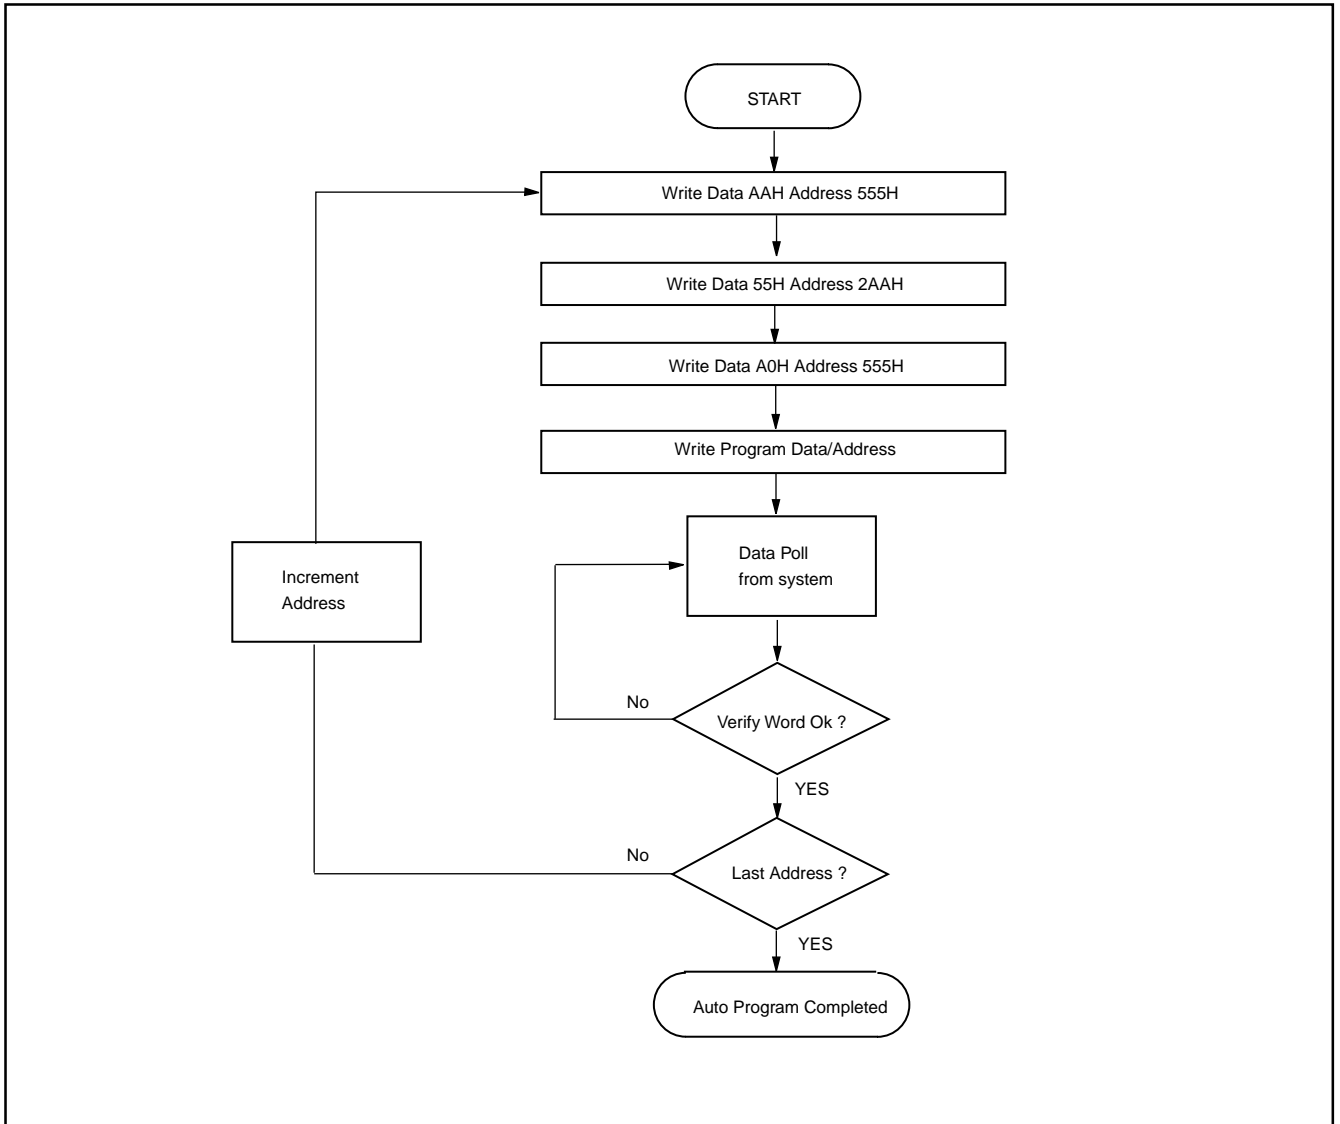 START
Write Data AAH Address 555H
Write Data 55H Address 2AAH
Write Data A0H Address 555H
Write Program Data/Address
Data Poll
from system
Increment
Address
No
Verify Word Ok ?
YES
No
Last Address ?
YES
Auto Program Completed